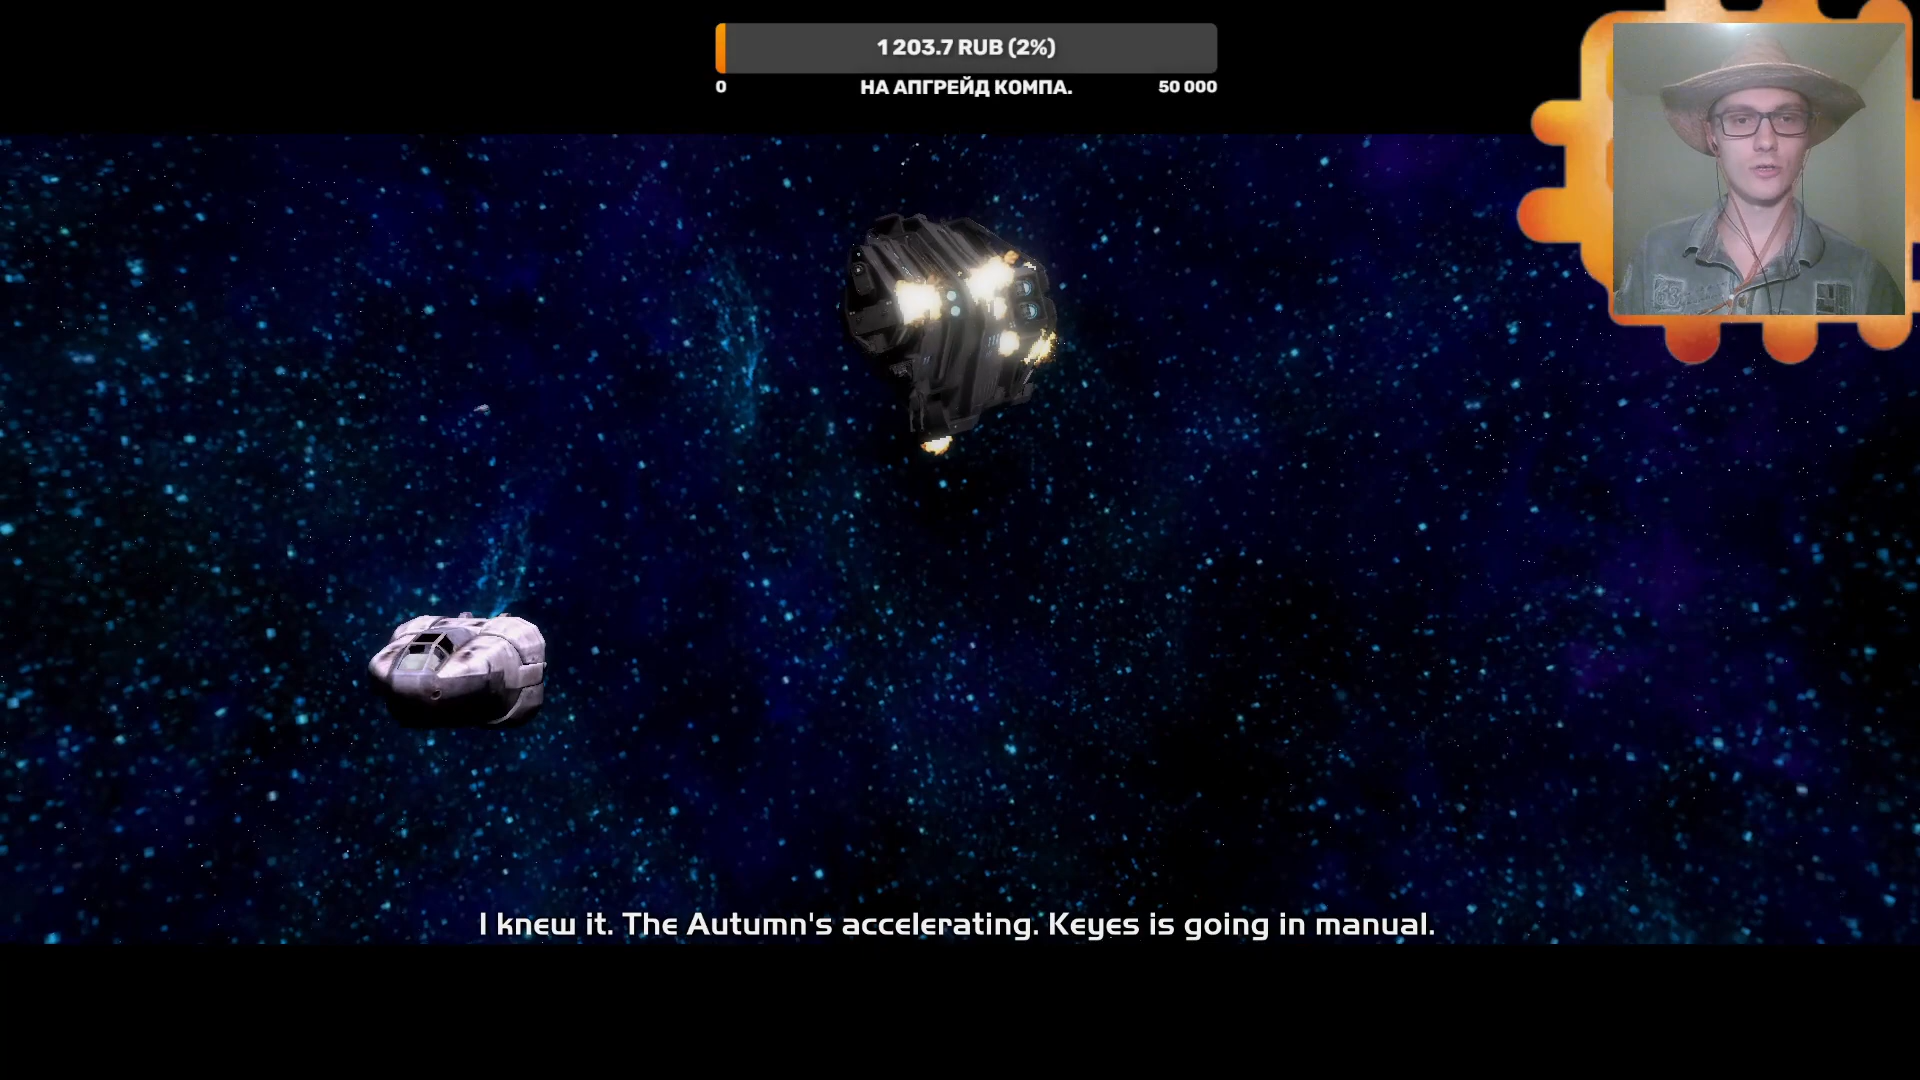 1 203.7 RUB (2%)
0 НА АПГРЕЙД КОМПА. 50 000
I knew it. The Autumn's accelerating. Keyes is going in manual.